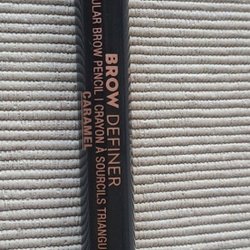 BROW DEFINER
ULAR BROW PENCIL | CRAYON À SOURCILS TRIANGU
CARAMEL